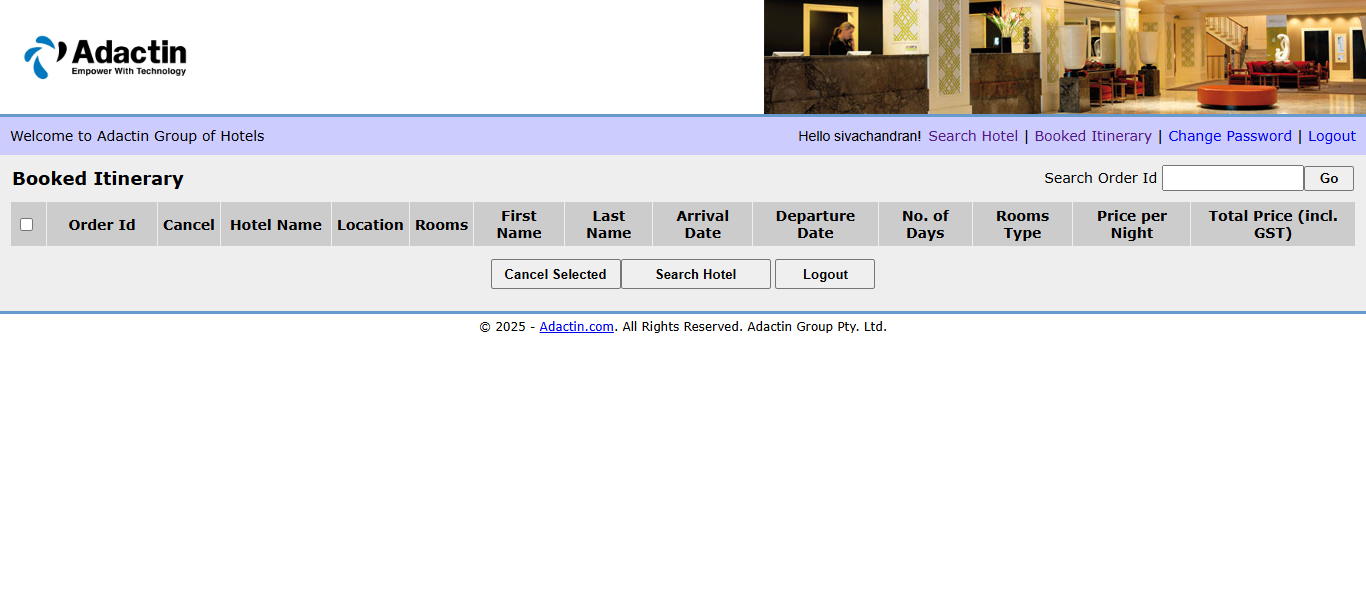 Adactin
Empower With Technology
Welcome to Adactin Group of Hotels
Hello sivachandran! Search Hotel | Booked Itinerary | Change Password | Logout
Booked Itinerary
Search Order Id Go
Order Id Cancel Hotel Name Location Rooms First Name Last Name Arrival Date Departure Date No. of Days Rooms Type Price per Night Total Price (incl. GST)
Cancel Selected Search Hotel Logout
© 2025 - Adactin.com. All Rights Reserved. Adactin Group Pty. Ltd.